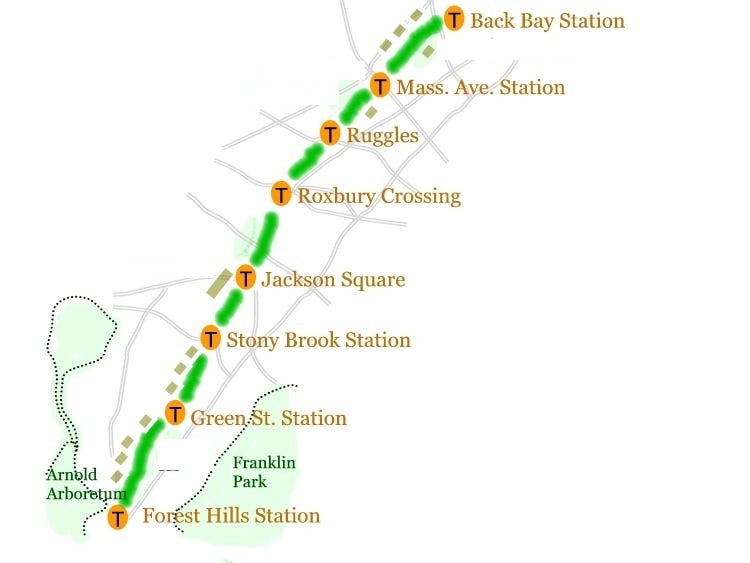 T Back Bay Station
T Mass. Ave. Station
T Ruggles
T Roxbury Crossing
T Jackson Square
T Stony Brook Station
T Green St. Station
Franklin
Park
Arnold
Arboretum
T Forest Hills Station